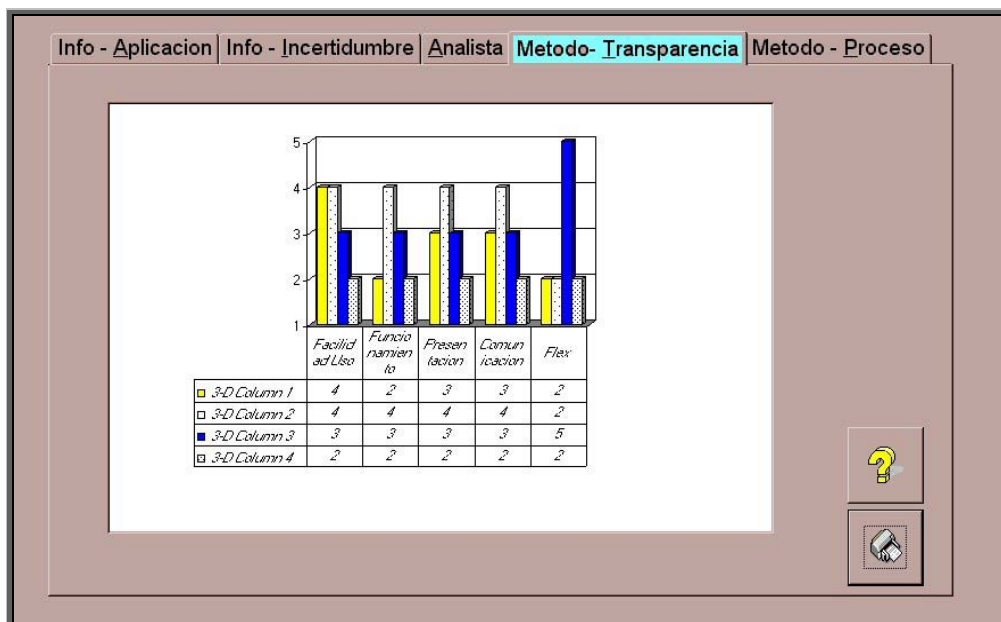 Info - Aplicacion Info - Incertidumbre Analista Metodo- Transparencia Metodo - Proceso
5
4
3
2
1
Facilid Funcio Presen Comun Flex
ad Uso namien tacion icacion
to
3-D Column 1 4 2 3 3 2
3-D Column 2 4 4 4 4 2
3-D Column 3 3 3 3 3 5
3-D Column 4 2 2 2 2 2